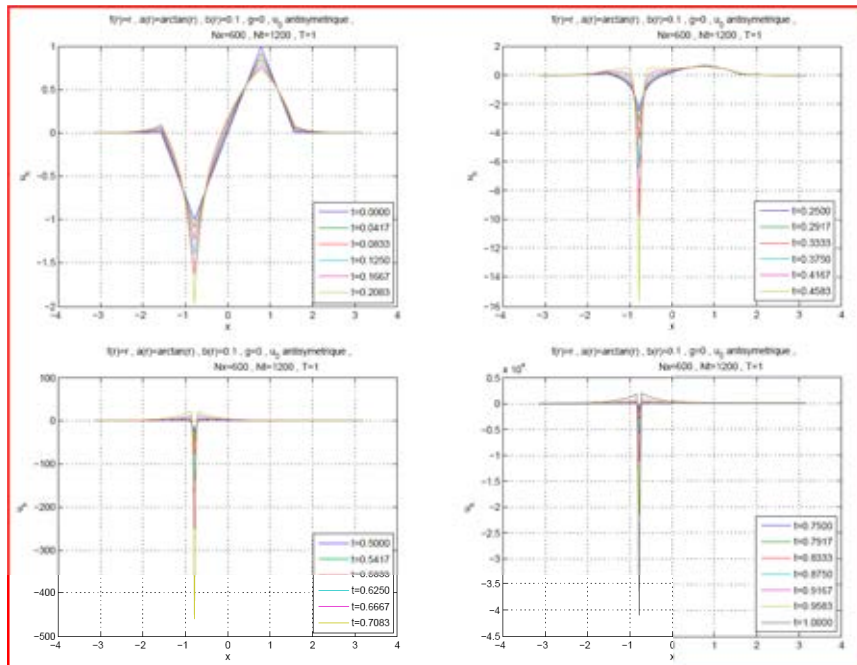 f(r)=r , a(r)=arctan(r) , b(r)=0.1 , g=0 , u0 antisymetrique ,
Nx=600 , Nt=1200 , T=1
1
0.5
0
-0.5
-1
-1.5
-2
uh
t=0.0000
t=0.0417
t=0.0833
t=0.1250
t=0.1667
t=0.2083
-4 -3 -2 -1 0 1 2 3 4
x
f(r)=r , a(r)=arctan(r) , b(r)=0.1 , g=0 , u0 antisymetrique ,
Nx=600 , Nt=1200 , T=1
2
0
-2
-4
-6
-8
-10
-12
-14
-16
uh
t=0.2500
t=0.2917
t=0.3333
t=0.3750
t=0.4167
t=0.4583
-4 -3 -2 -1 0 1 2 3 4
x
f(r)=r , a(r)=arctan(r) , b(r)=0.1 , g=0 , u0 antisymetrique ,
Nx=600 , Nt=1200 , T=1
100
0
-100
-200
-300
-400
-500
uh
t=0.5000
t=0.5417
t=0.5833
t=0.6250
t=0.6667
t=0.7083
-4 -3 -2 -1 0 1 2 3 4
x
f(r)=r , a(r)=arctan(r) , b(r)=0.1 , g=0 , u0 antisymetrique ,
Nx=600 , Nt=1200 , T=1
0.5
0
-0.5
-1
-1.5
-2
-2.5
-3
-3.5
-4
-4.5
uh
t=0.7500
t=0.7917
t=0.8333
t=0.8750
t=0.9167
t=0.9583
t=1.0000
-4 -3 -2 -1 0 1 2 3 4
x